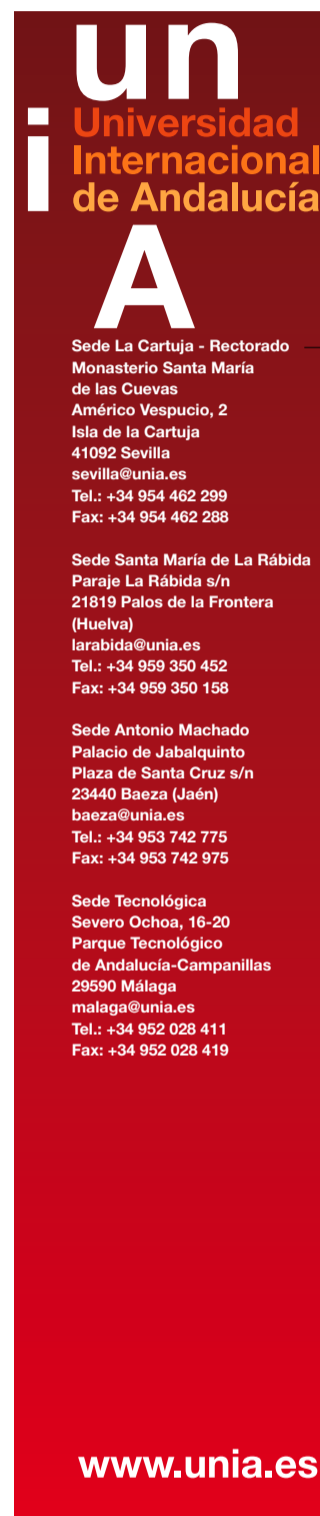 un
i
Universidad
Internacional
de Andalucía
A
Sede La Cartuja - Rectorado
Monasterio Santa María
de las Cuevas
Américo Vespucio, 2
Isla de la Cartuja
41092 Sevilla
sevilla@unia.es
Tel.: +34 954 462 299
Fax: +34 954 462 288
Sede Santa María de La Rábida
Paraje La Rábida s/n
21819 Palos de la Frontera
(Huelva)
larabida@unia.es
Tel.: +34 959 350 452
Fax: +34 959 350 158
Sede Antonio Machado
Palacio de Jabalquinto
Plaza de Santa Cruz s/n
23440 Baeza (Jaén)
baeza@unia.es
Tel.: +34 953 742 775
Fax: +34 953 742 975
Sede Tecnológica
Severo Ochoa, 16-20
Parque Tecnológico
de Andalucía-Campanillas
29590 Málaga
malaga@unia.es
Tel.: +34 952 028 411
Fax: +34 952 028 419
www.unia.es